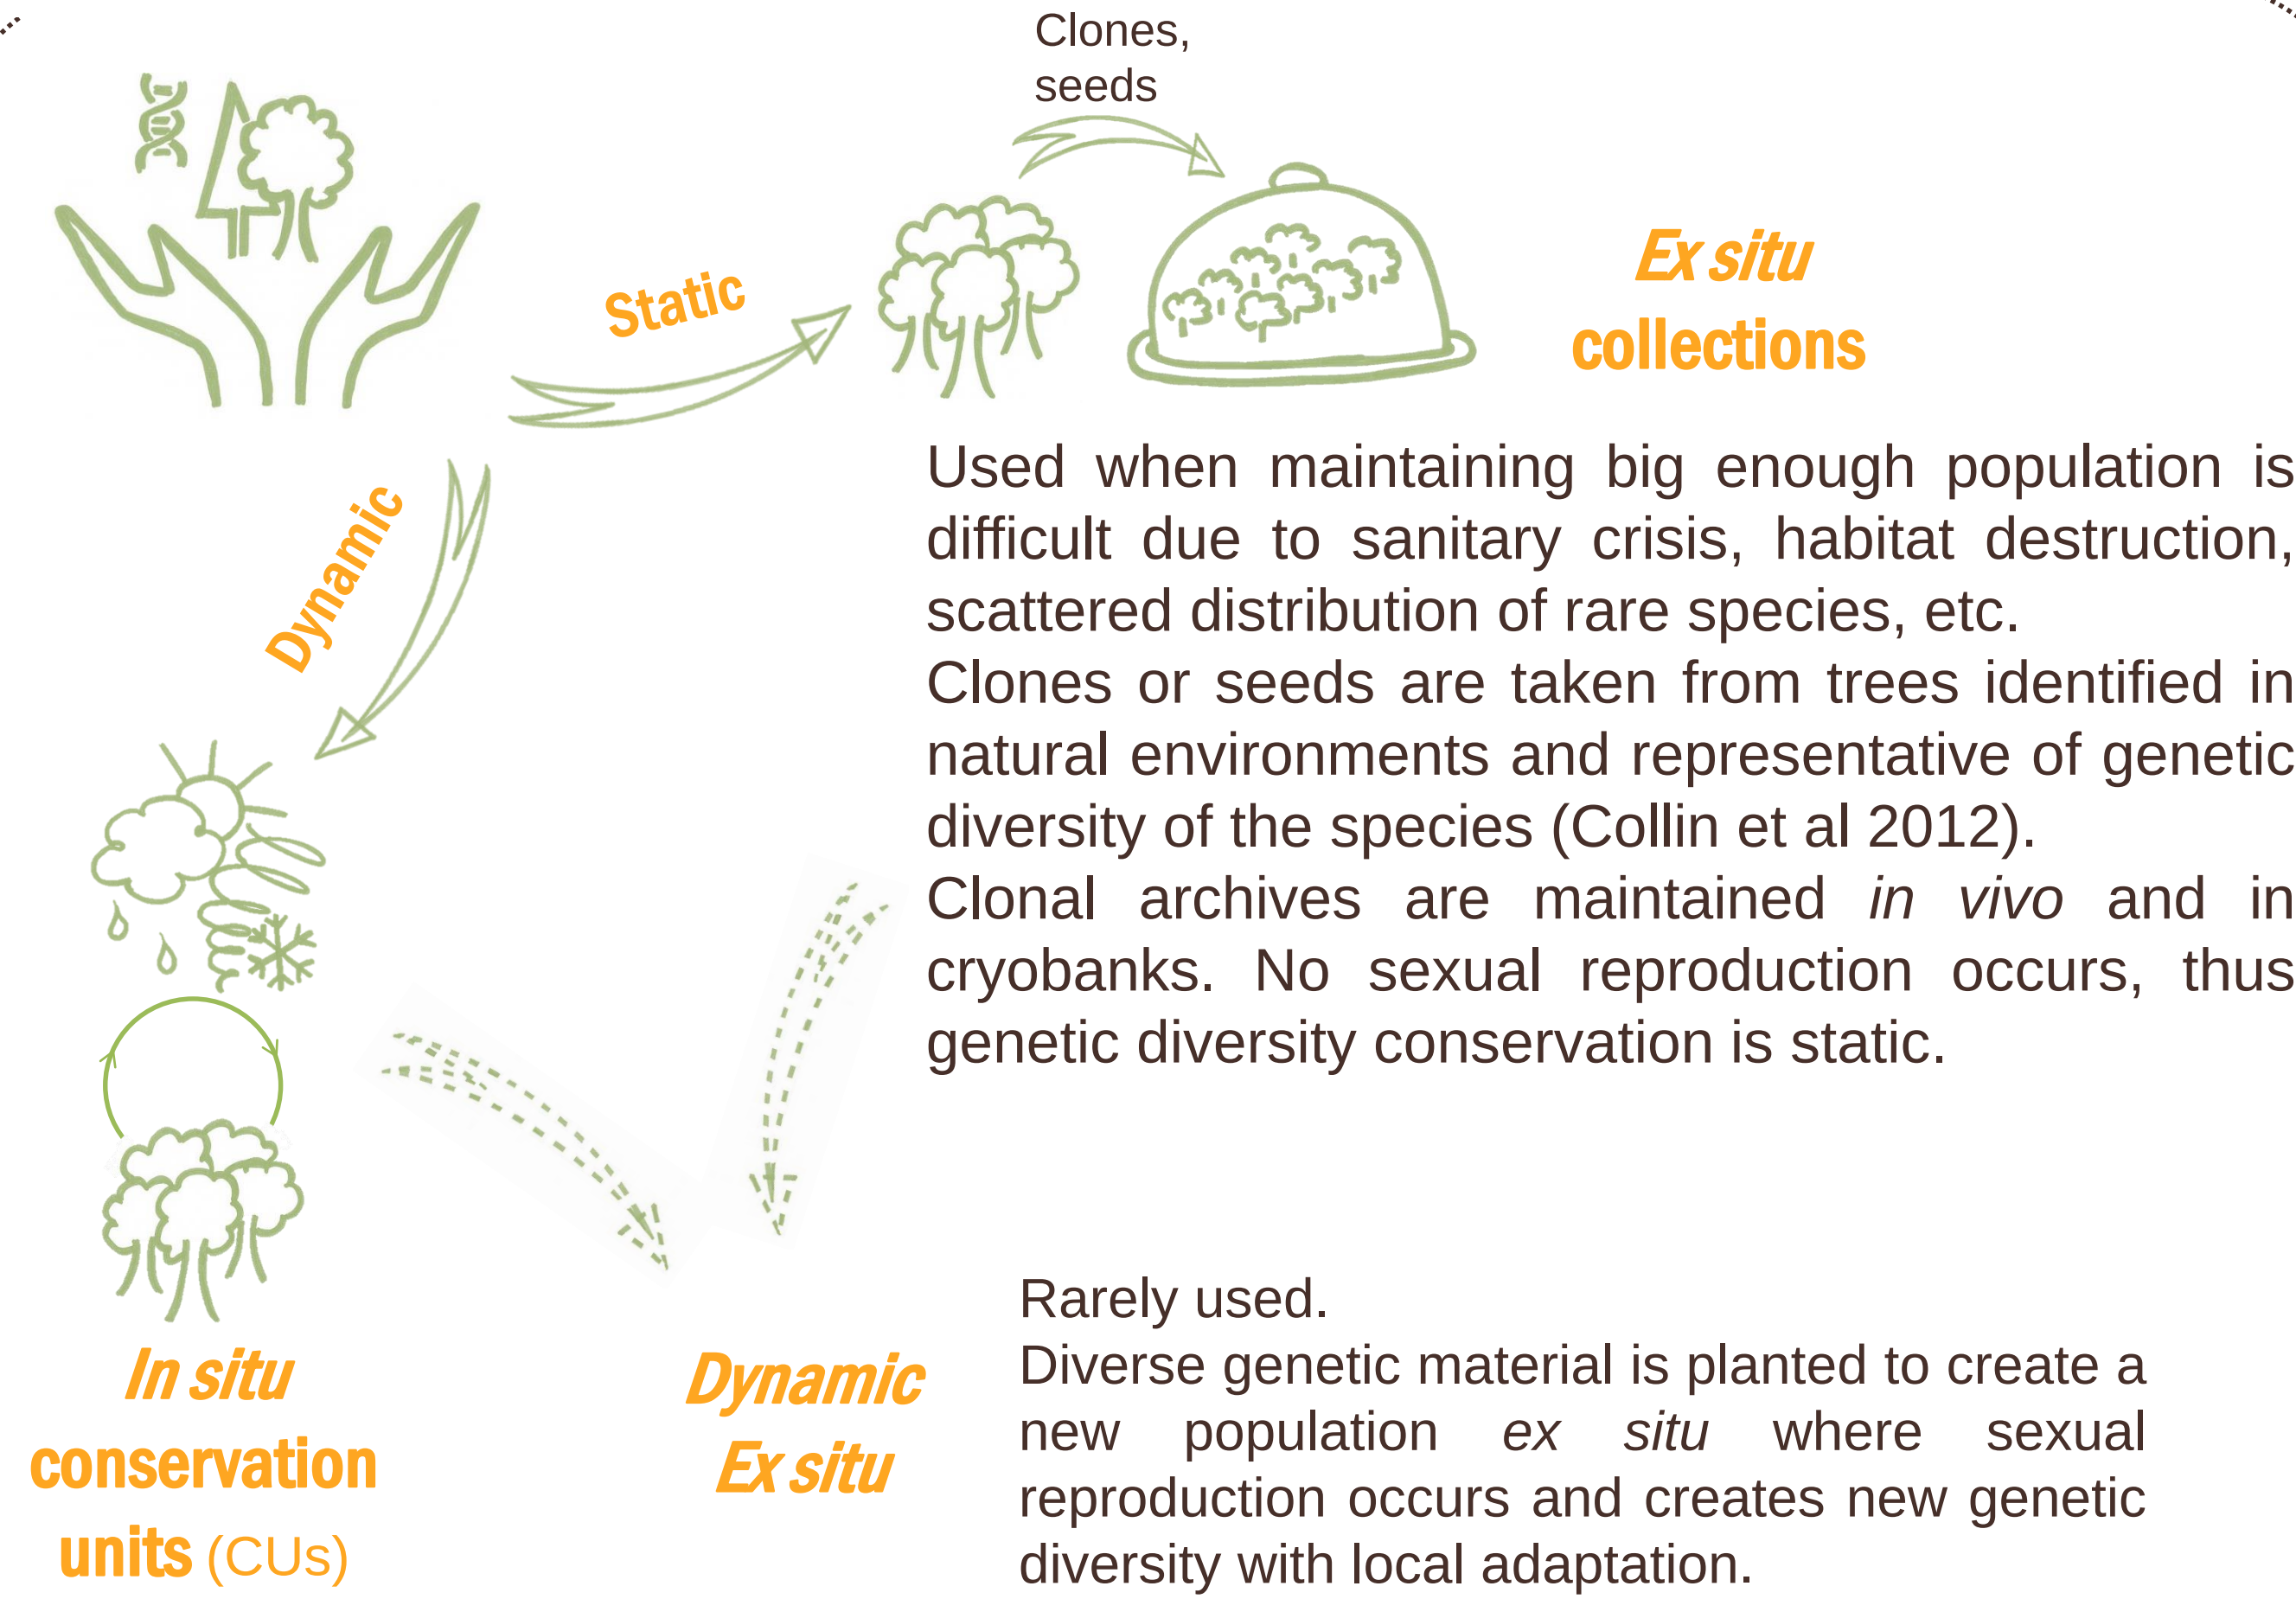 Clones,
seeds
Static
Ex situ
collections
Dynamic
Used when maintaining big enough population is
difficult due to sanitary crisis, habitat destruction,
scattered distribution of rare species, etc.
Clones or seeds are taken from trees identified in
natural environments and representative of genetic
diversity of the species (Collin et al 2012).
Clonal archives are maintained in vivo and in
cryobanks. No sexual reproduction occurs, thus
genetic diversity conservation is static.
In situ
conservation
units (CUs)
Dynamic
Ex situ
Rarely used.
Diverse genetic material is planted to create a
new population ex situ where sexual
reproduction occurs and creates new genetic
diversity with local adaptation.